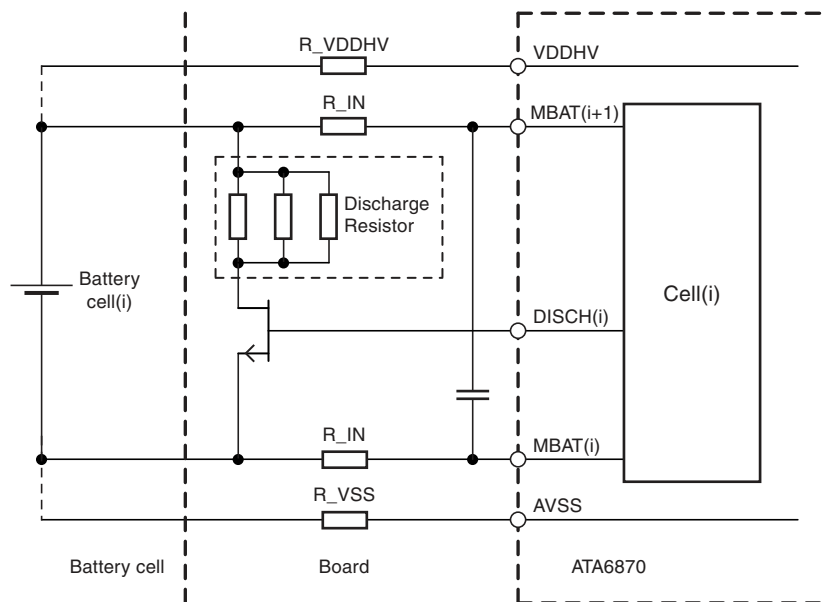 R_VDDHV
VDDHV
R_IN
MBAT(i+1)
Discharge
Resistor
Battery
cell(i)
Cell(i)
DISCH(i)
R_IN
MBAT(i)
R_VSS
AVSS
Battery cell
Board
ATA6870